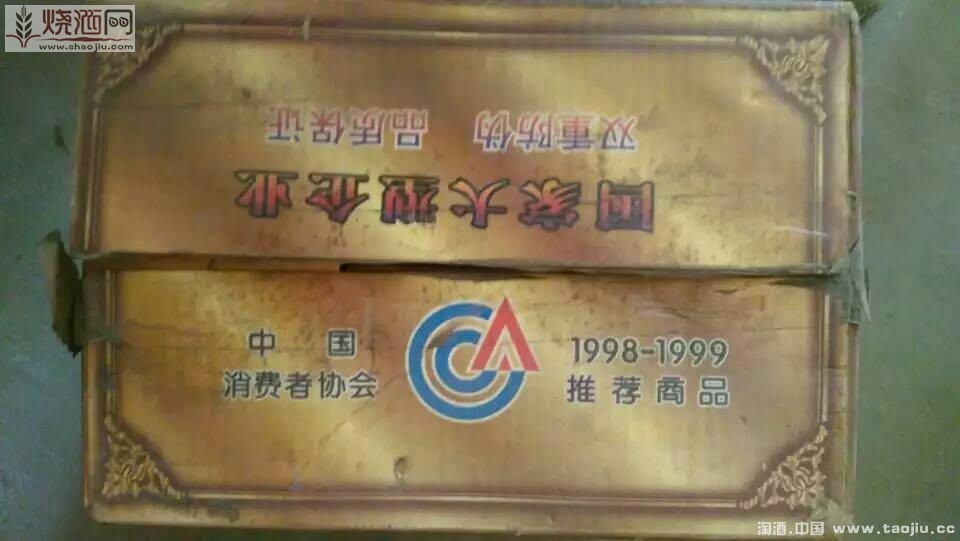 烧酒网
www.shaojiu.com
国家大型企业
双重防伪 品质保证
中国
消费者协会
CCA
1998-1999
推荐商品
淘酒.中国 www.taojiu.cc